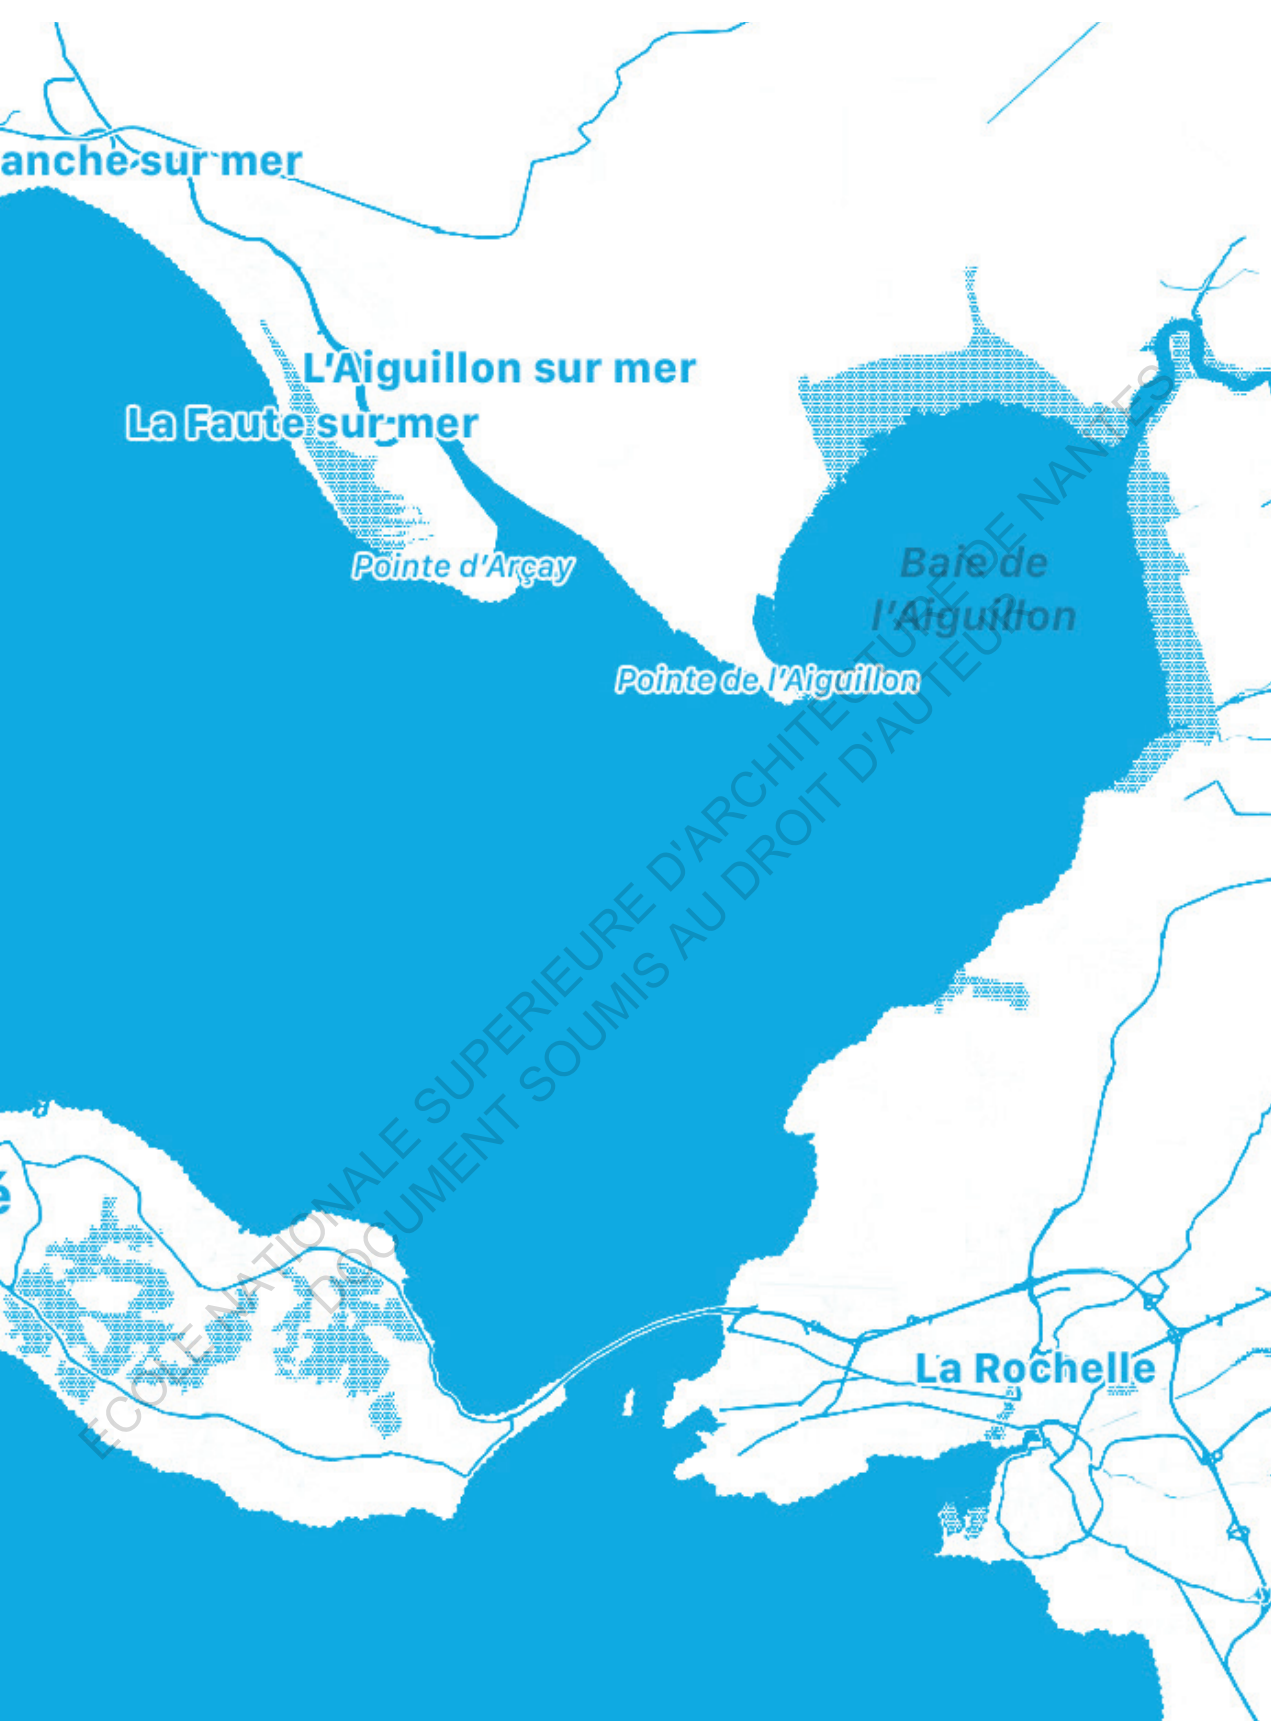 anche sur mer
L'Aiguillon sur mer
La Faute sur mer
Pointe d'Arçay
Baie de
l'Aiguillon
Pointe de l'Aiguillon
é
La Rochelle
ECOLE NATIONALE SUPERIEURE D'ARCHITECTURE DE NANTES
DOCUMENT SOUMIS AU DROIT D'AUTEUR